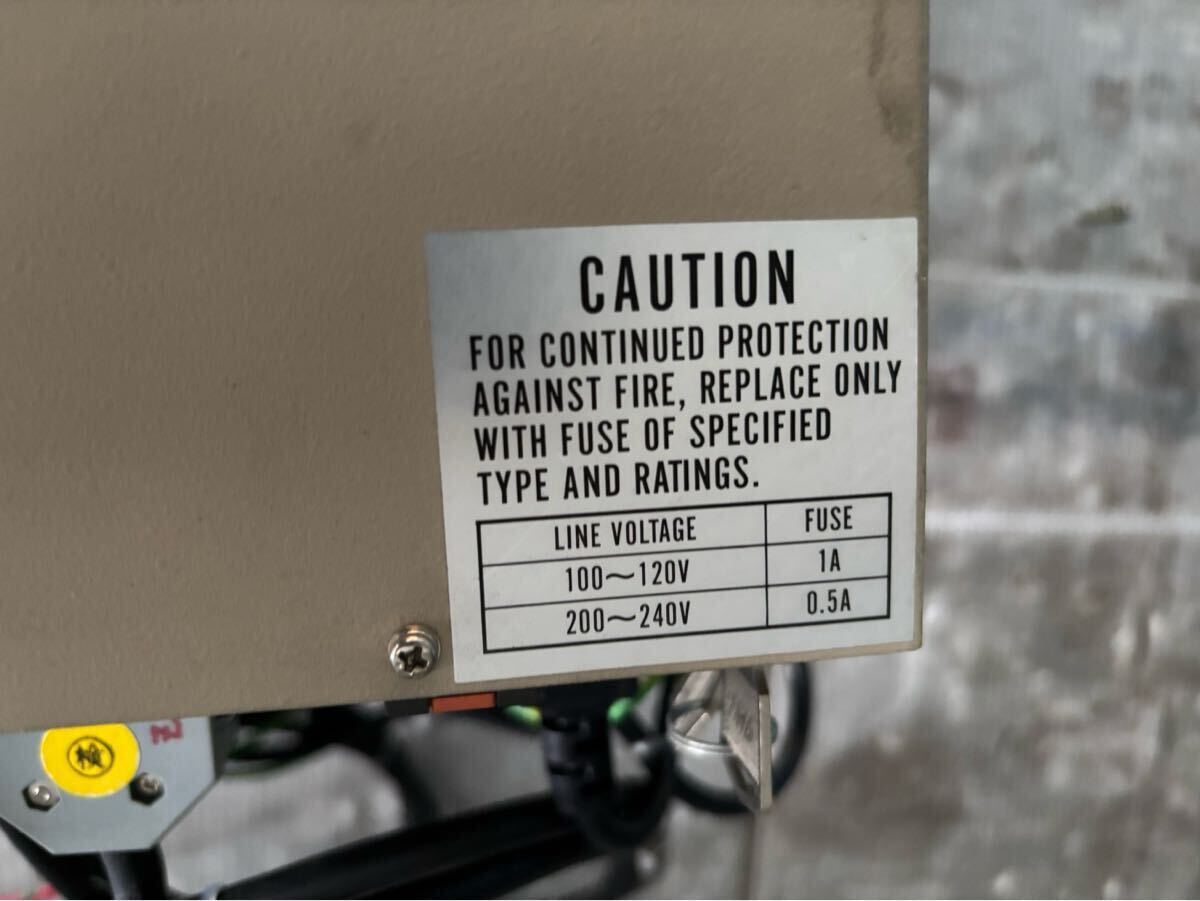 CAUTION
FOR CONTINUED PROTECTION
AGAINST FIRE, REPLACE ONLY
WITH FUSE OF SPECIFIED
TYPE AND RATINGS.
LINE VOLTAGE FUSE
100～120V 1A
200～240V 0.5A